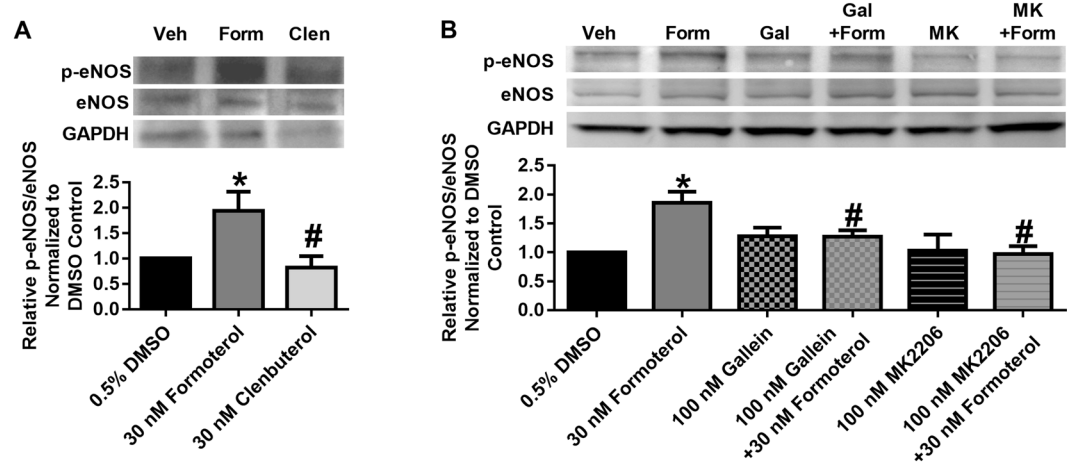 A
Veh Form Clen
p-eNOS
eNOS
GAPDH
Relative p-eNOS/eNOS
Normalized to
DMSO Control
2.5
2.0
1.5
1.0
0.5
0.0
*
#
0.5% DMSO
30 nM Formoterol
30 nM Clenbuterol
B
Veh Form Gal Gal
+Form MK MK
+Form
p-eNOS
eNOS
GAPDH
Relative p-eNOS/eNOS
Normalized to DMSO
Control
2.5
2.0
1.5
1.0
0.5
0.0
*
#
#
0.5% DMSO
30 nM Formoterol
100 nM Gallein
100 nM Gallein
+30 nM Formoterol
100 nM MK2206
100 nM MK2206
+30 nM Formoterol